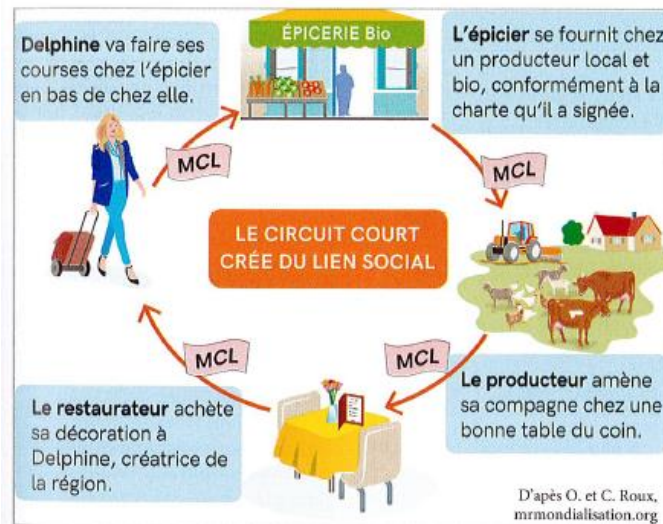 Delphine va faire ses
courses chez l'épicier
en bas de chez elle.
ÉPICERIE Bio
L'épicier se fournit chez
un producteur local et
bio, conformément à la
charte qu'il a signée.
MCL
MCL
LE CIRCUIT COURT
CRÉE DU LIEN SOCIAL
MCL
MCL
Le restaurateur achète
sa décoration à
Delphine, créatrice de
la région.
Le producteur amène
sa compagne chez une
bonne table du coin.
D'après O. et C. Roux,
mrmondialisation.org